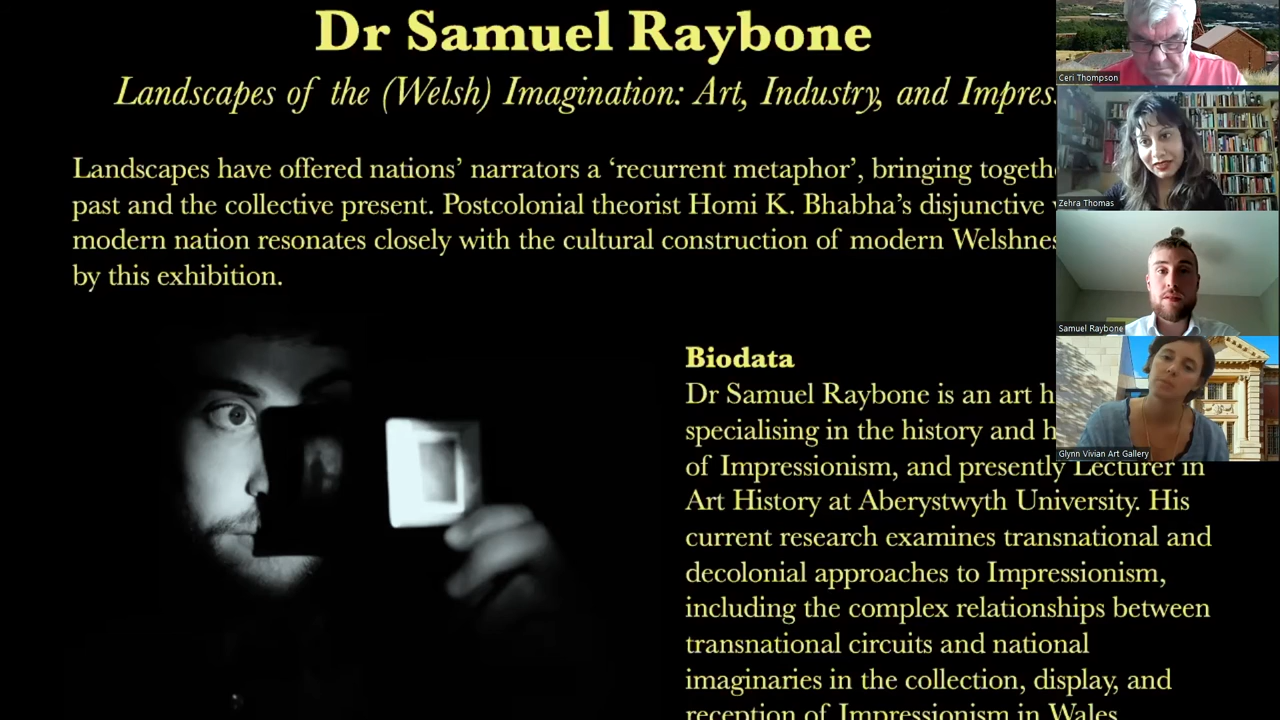 Dr Samuel Raybone
Landscapes of the (Welsh) Imagination: Art, Industry, and Impres
Landscapes have offered nations’ narrators a ‘recurrent metaphor’, bringing togeth
past and the collective present. Postcolonial theorist Homi K. Bhabha’s disjunctive
modern nation resonates closely with the cultural construction of modern Welshnes
by this exhibition.
Biodata
Dr Samuel Raybone is an art h
specialising in the history and h
of Impressionism, and presently Lecturer in
Art History at Aberystwyth University. His
current research examines transnational and
decolonial approaches to Impressionism,
including the complex relationships between
transnational circuits and national
imaginaries in the collection, display, and
reception of Impressionism in Wales
Ceri Thompson
Zehra Thomas
Samuel Raybone
Glynn Vivian Art Gallery